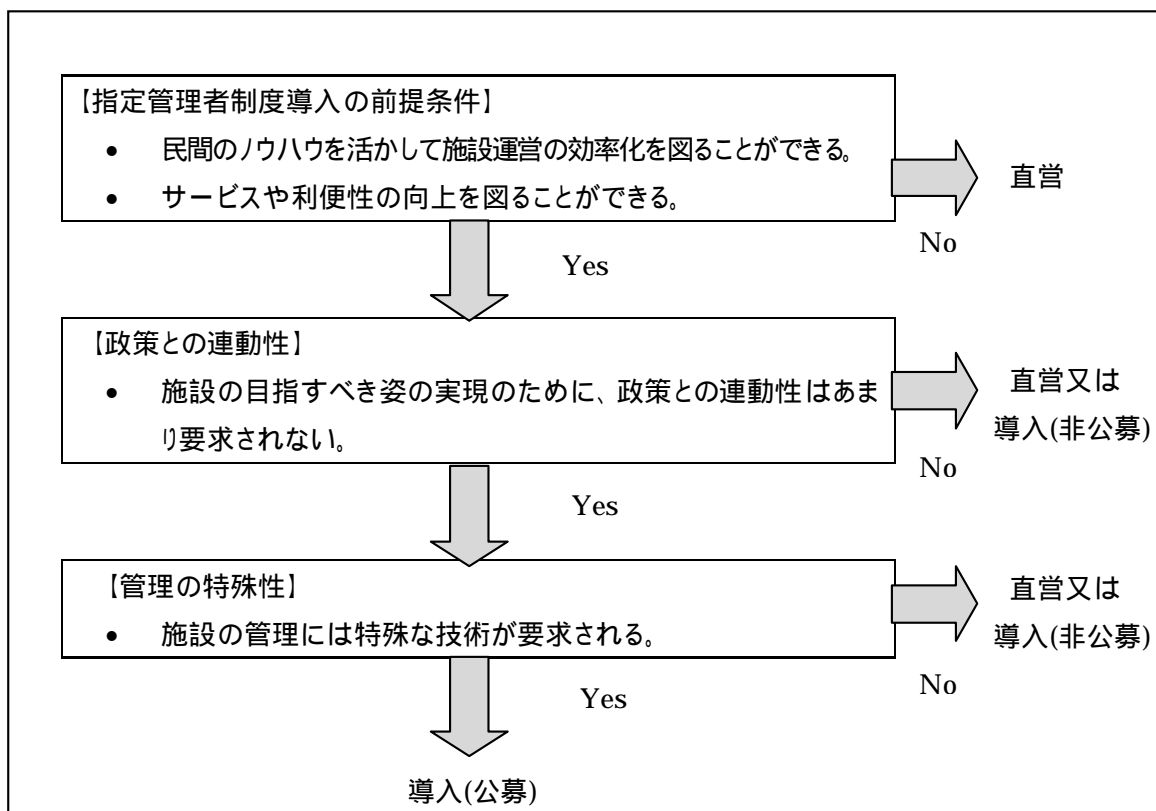 【指定管理者制度導入の前提条件】
• 民間のノウハウを活かして施設運営の効率化を図ることができる。
• サービスや利便性の向上を図ることができる。
直営
No
Yes
【政策との連動性】
• 施設の目指すべき姿の実現のために、政策との連動性はあま
り要求されない。
直営又は
導入(非公募)
No
Yes
【管理の特殊性】
• 施設の管理には特殊な技術が要求される。
直営又は
導入(非公募)
No
Yes
導入(公募)